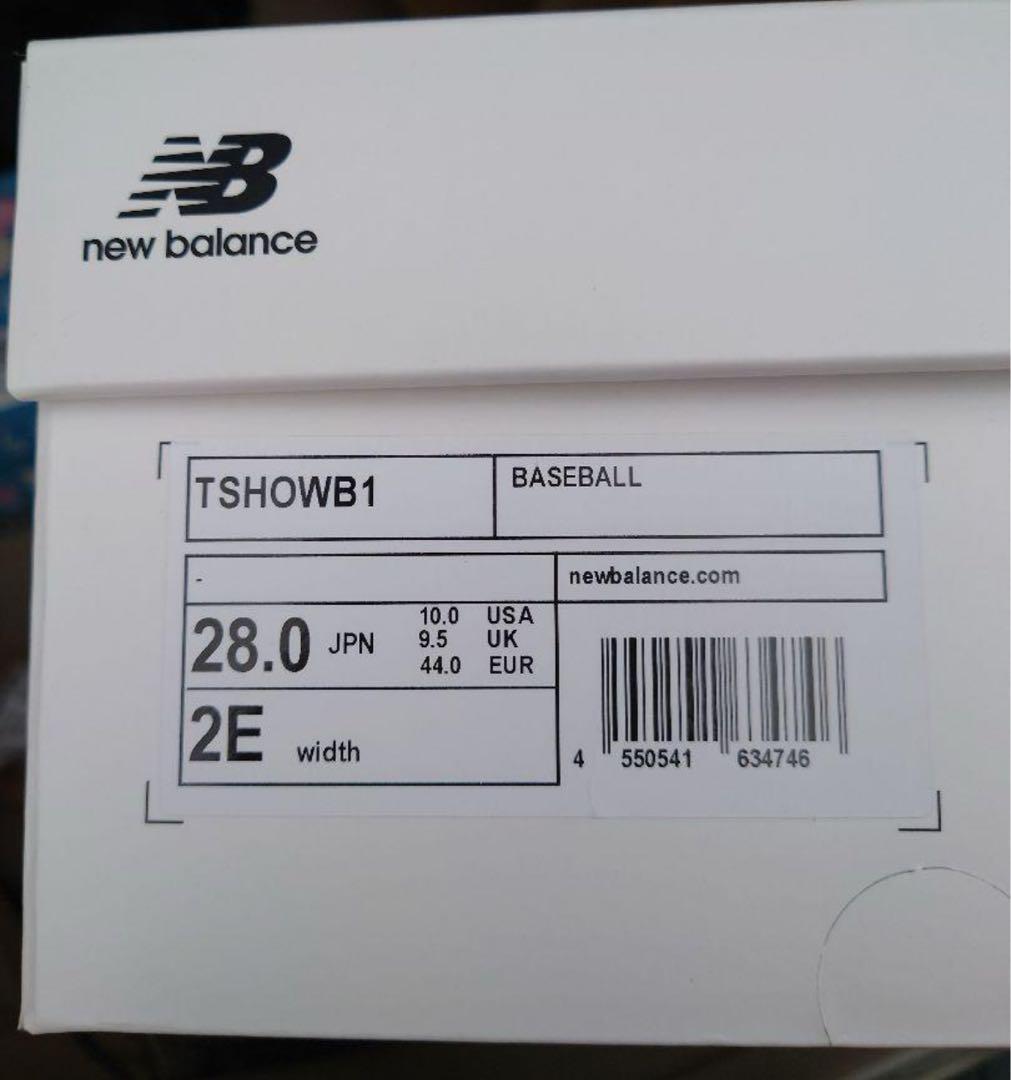 NB
new balance
TSHOWB1
BASEBALL
-
newbalance.com
28.0 JPN
10.0 USA
9.5 UK
44.0 EUR
2E width
4 550541 634746